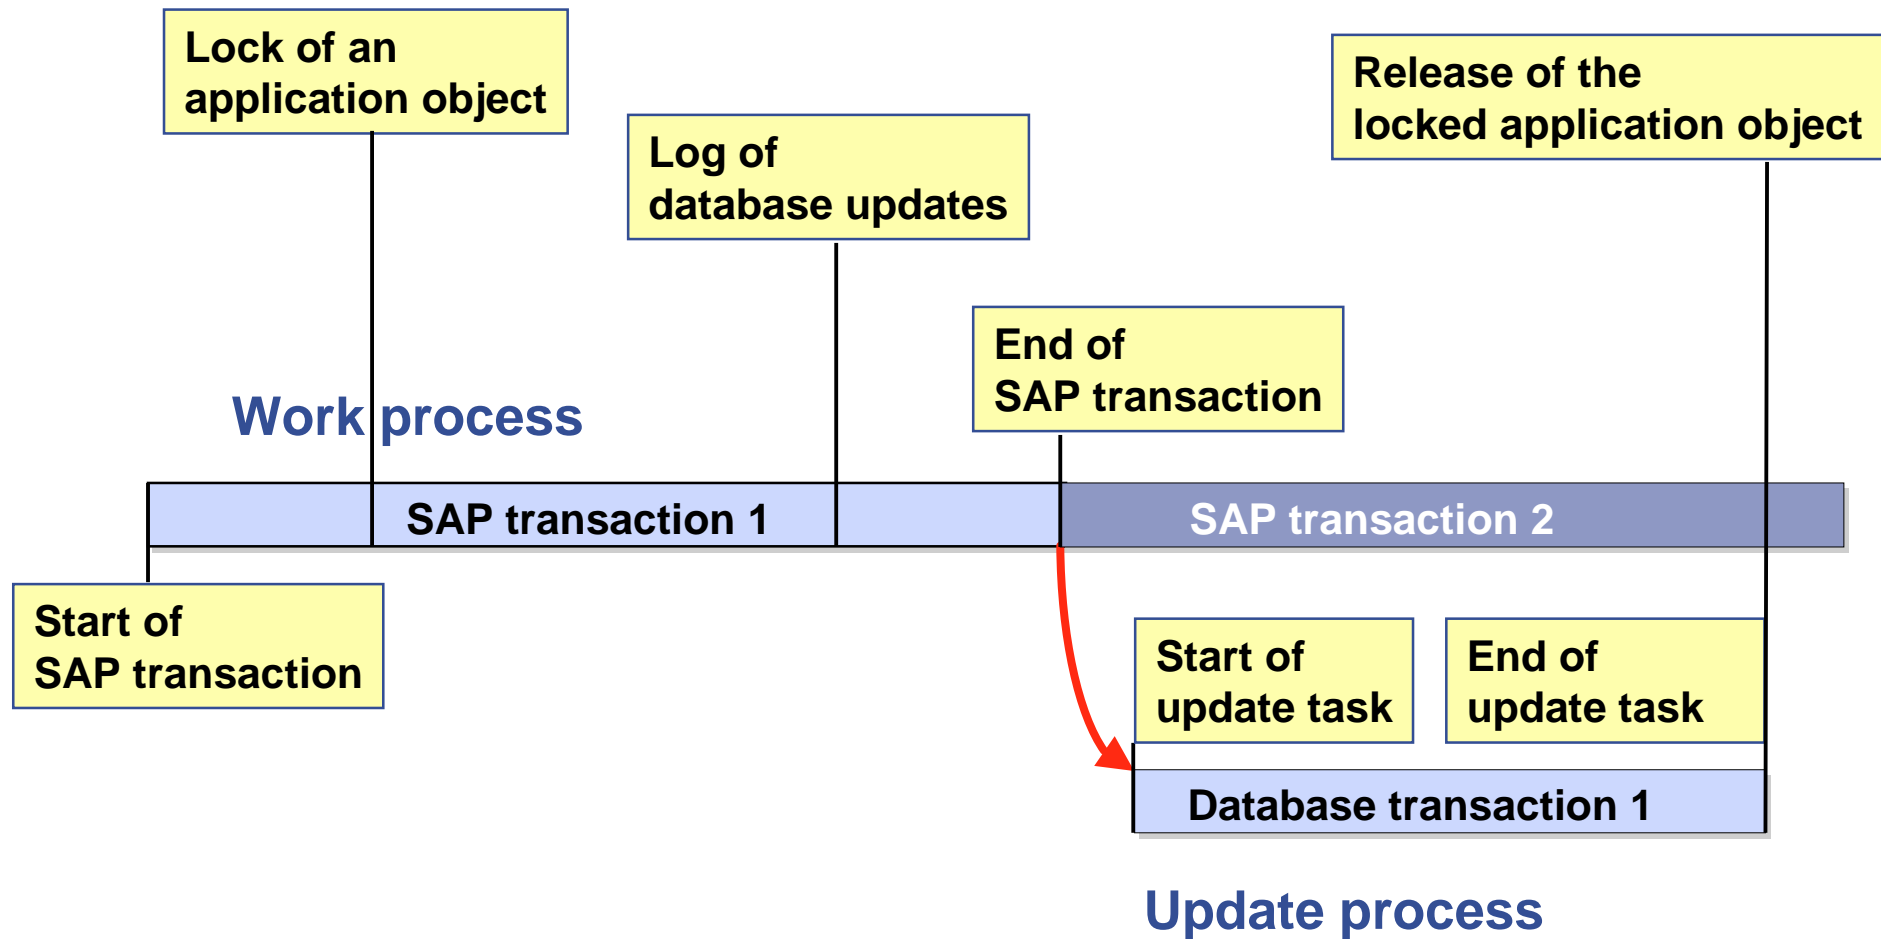 Lock of an
application object
Release of the
locked application object
Log of
database updates
End of
SAP transaction
Work process
SAP transaction 1
SAP transaction 2
Start of
SAP transaction
Start of
update task
End of
update task
Database transaction 1
Update process